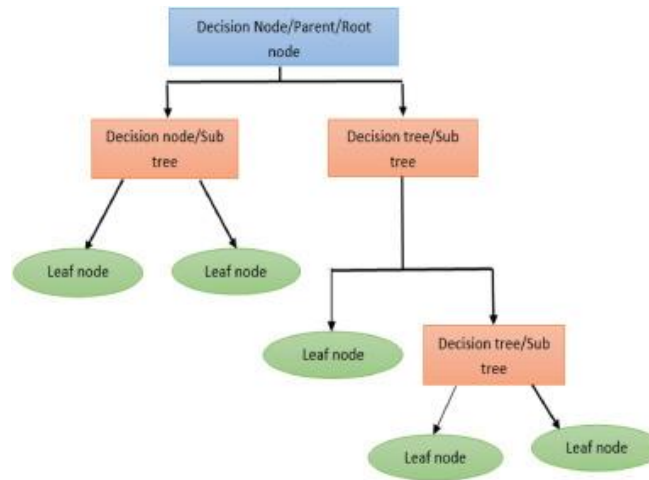 Decision Node/Parent/Root
node
Decision node/Sub
tree
Decision tree/Sub
tree
Leaf node
Leaf node
Leaf node
Decision tree/Sub
tree
Leaf node
Leaf node